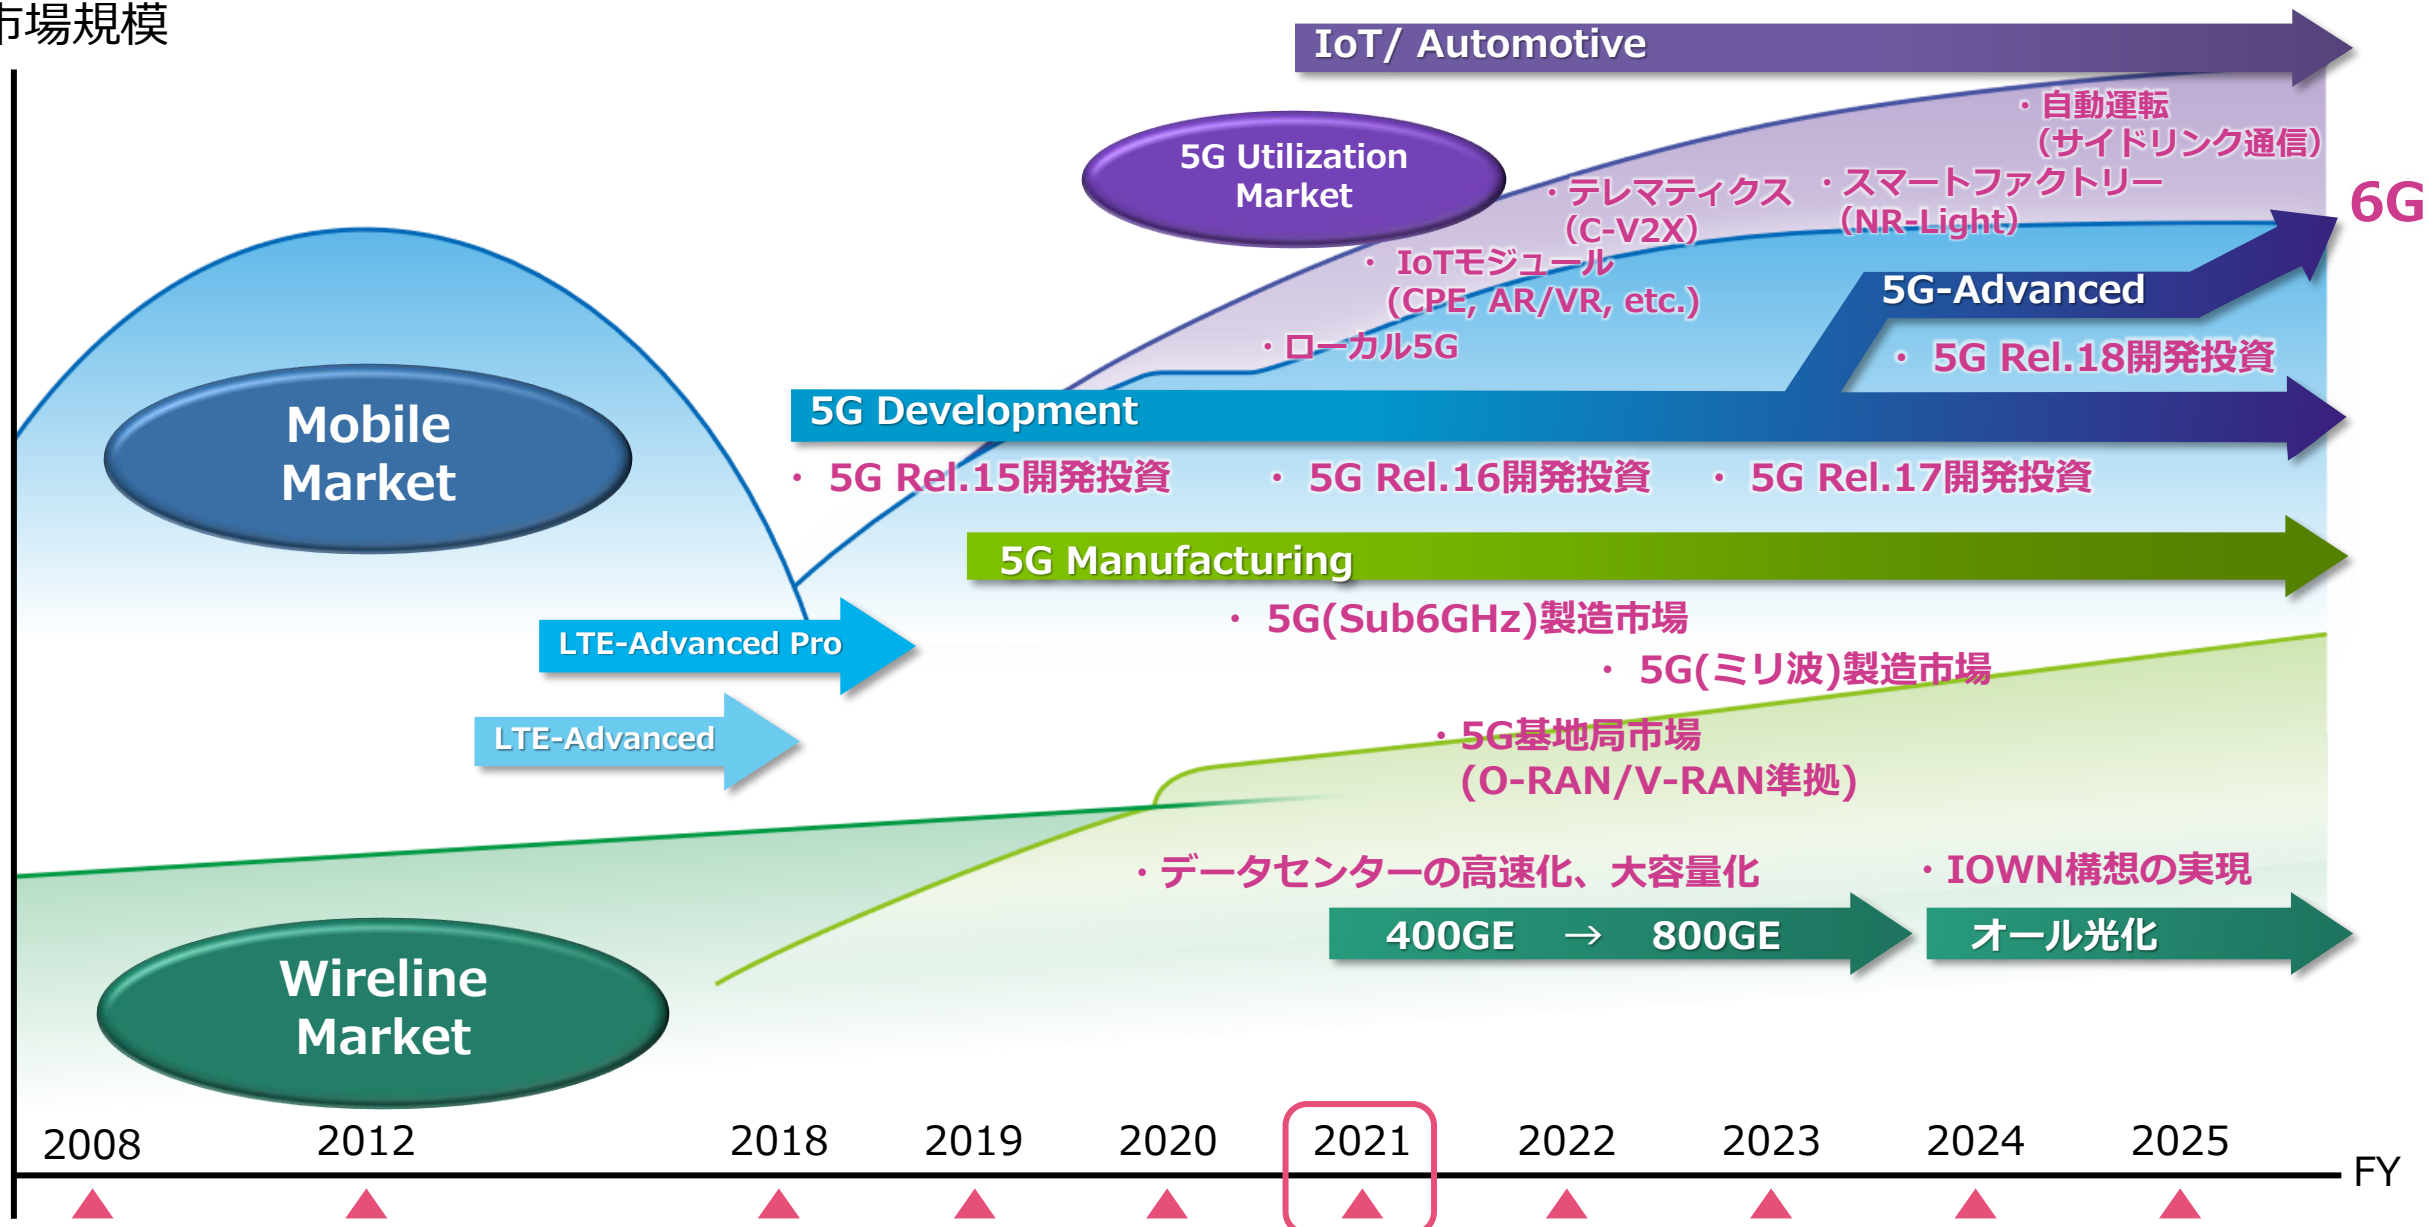 市場規模
IoT/ Automotive
・自動運転
（サイドリンク通信）
5G Utilization
Market
・テレマティクス
（C-V2X）
・スマートファクトリー
（NR-Light）
6G
・ IoTモジュール
(CPE, AR/VR, etc.)
5G-Advanced
・ローカル5G
・ 5G Rel.18開発投資
Mobile
Market
5G Development
・ 5G Rel.15開発投資
・ 5G Rel.16開発投資
・ 5G Rel.17開発投資
5G Manufacturing
・ 5G(Sub6GHz)製造市場
LTE-Advanced Pro
・ 5G(ミリ波)製造市場
LTE-Advanced
・5G基地局市場
(O-RAN/V-RAN準拠)
・データセンターの高速化、大容量化
・IOWN構想の実現
400GE → 800GE
オール光化
Wireline
Market
2008 2012 2018 2019 2020 2021 2022 2023 2024 2025
FY